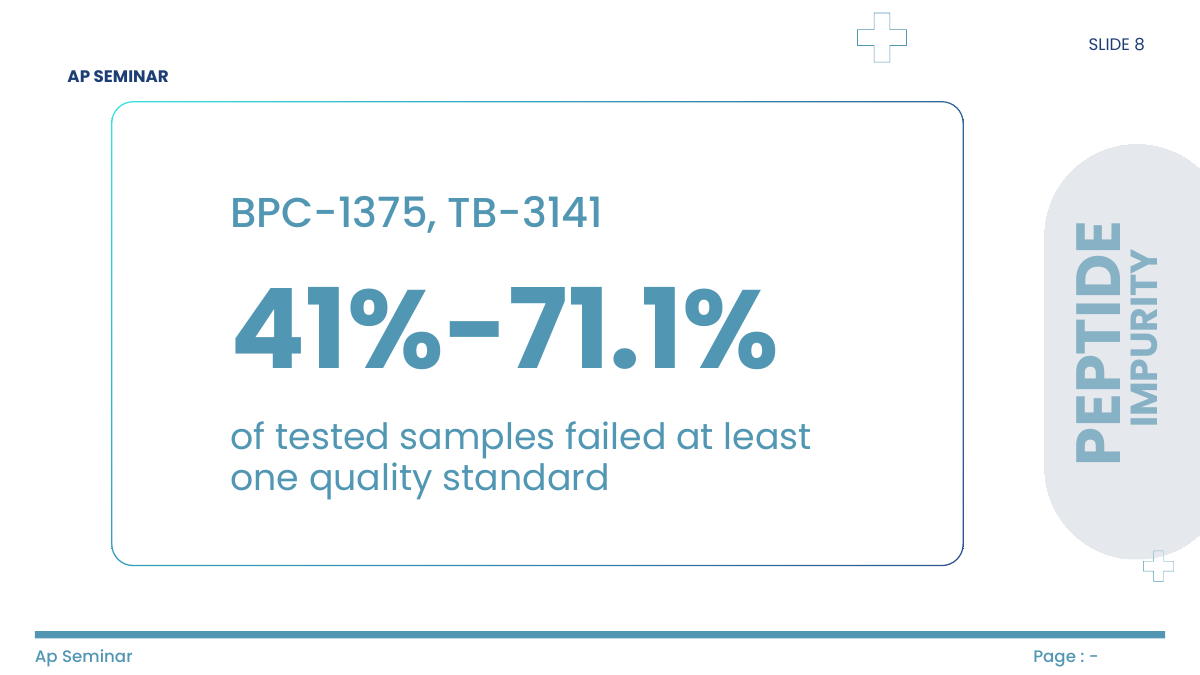 SLIDE 8
AP SEMINAR
BPC-1375, TB-3141
41%-71.1%
of tested samples failed at least
one quality standard
PEPTIDE
IMPURITY
Ap Seminar
Page : -